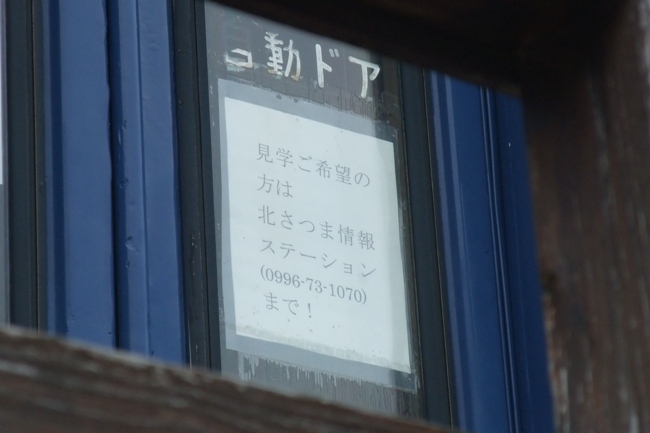 自動ドア
見学ご希望の
方は
北さつま情報
ステーション
(0996-73-1070)
まで！